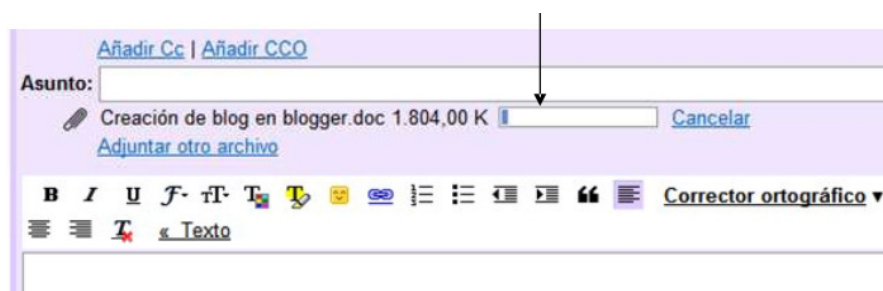 Añadir Cc | Añadir CCO
Asunto:
Creación de blog en blogger.doc 1.804,00 K Cancelar
Adjuntar otro archivo
B I U F TT T T Corrector ortográfico ▾
T « Texto